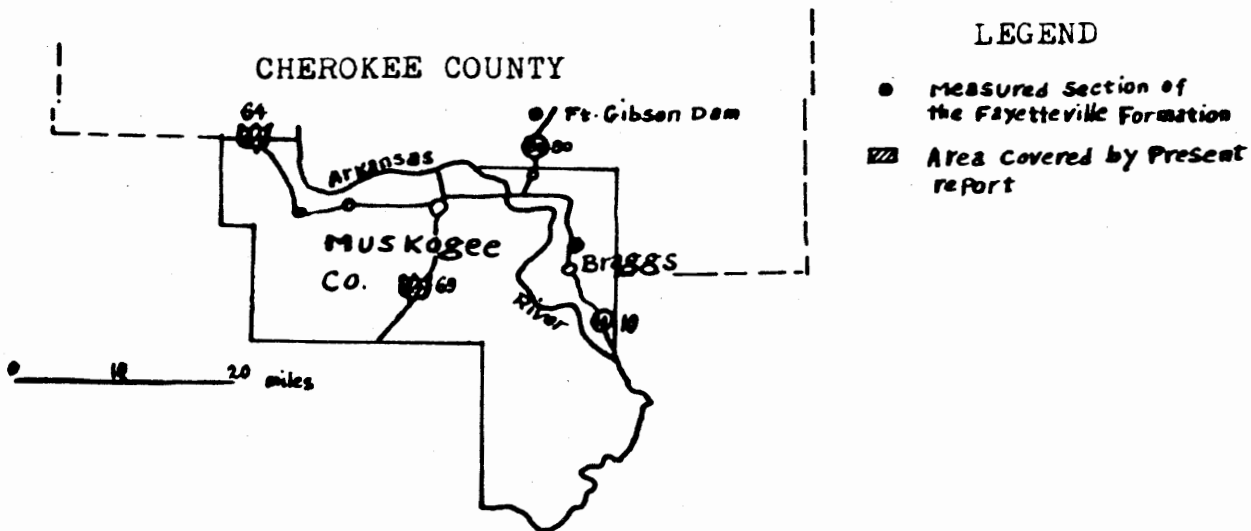 CHEROKEE COUNTY
64
Ft. Gibson Dam
80
Arkansas
Muskogee
Co.
69
Braggs
River
10
0 10 20 miles
LEGEND
Measured Section of
the Fayetteville Formation
Area Covered by Present
report